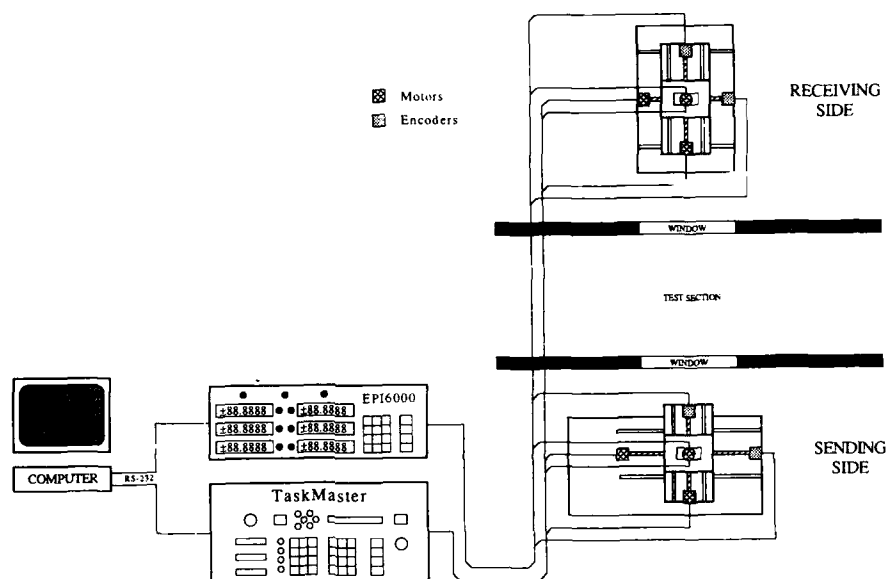 Motors
Encoders
RECEIVING
SIDE
WINDOW
TEST SECTION
WINDOW
EPI6000
±88.8888 ±88.8888
±88.8888 ±88.8888
±88.8888 ±88.8888
COMPUTER
RS-232
TaskMaster
SENDING
SIDE